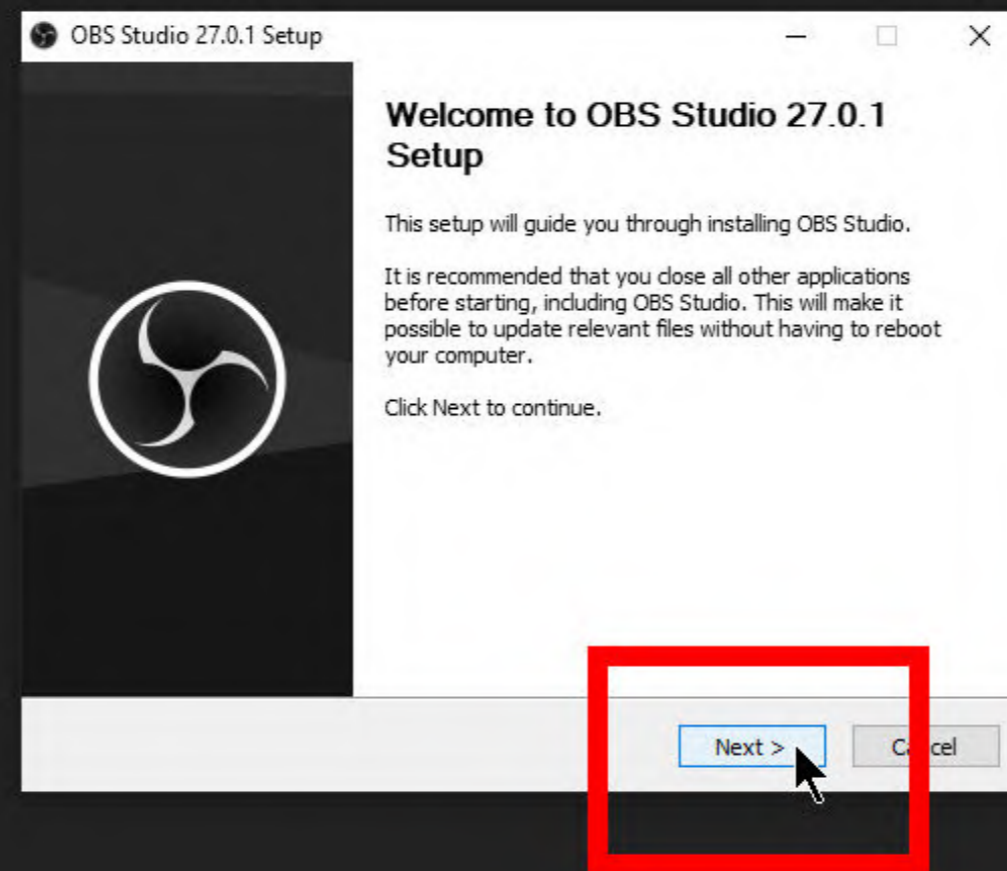 OBS Studio 27.0.1 Setup
Welcome to OBS Studio 27.0.1
Setup
This setup will guide you through installing OBS Studio.
It is recommended that you close all other applications
before starting, including OBS Studio. This will make it
possible to update relevant files without having to reboot
your computer.
Click Next to continue.
Next > Cancel